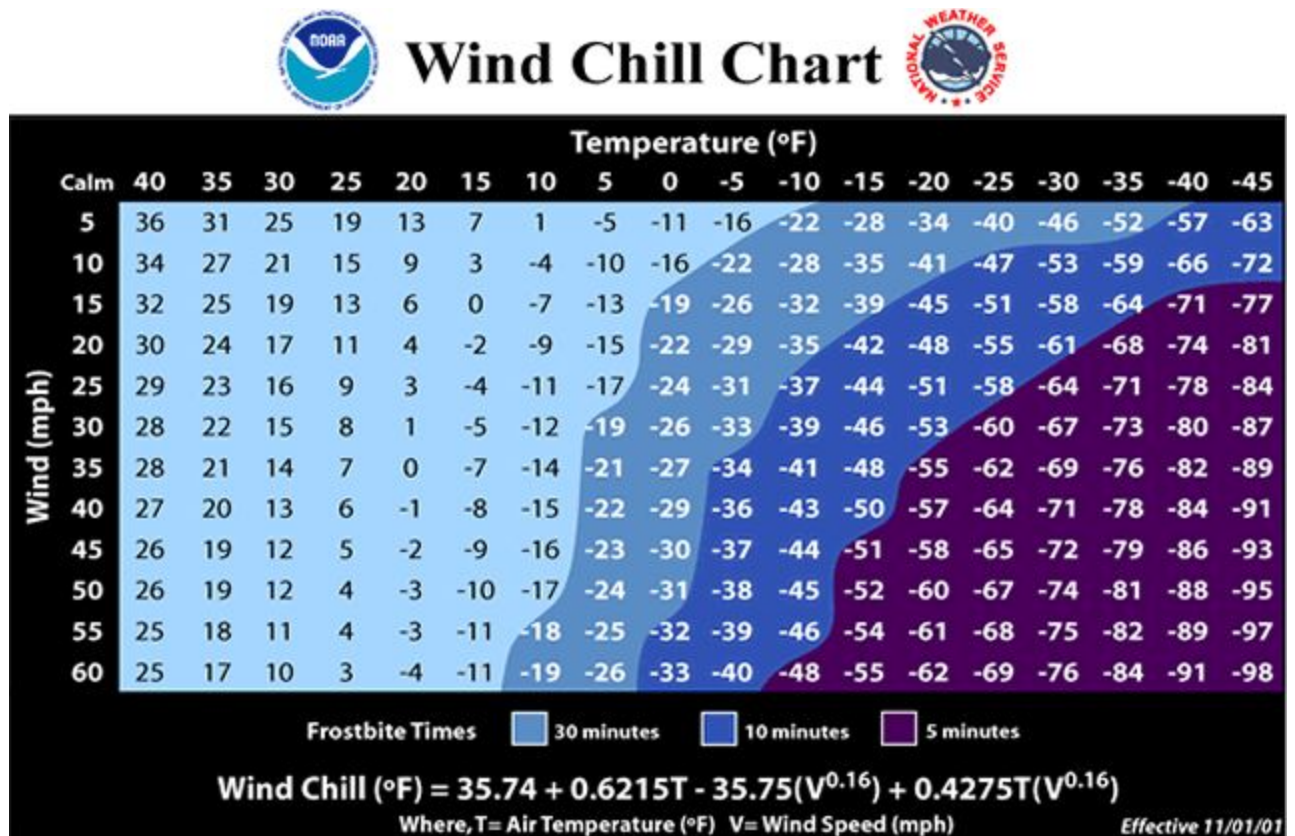 NOAA
Wind Chill Chart
NATIONAL WEATHER SERVICE
Temperature (ºF)
Calm 40 35 30 25 20 15 10 5 0 -5 -10 -15 -20 -25 -30 -35 -40 -45
5 36 31 25 19 13 7 1 -5 -11 -16 -22 -28 -34 -40 -46 -52 -57 -63
10 34 27 21 15 9 3 -4 -10 -16 -22 -28 -35 -41 -47 -53 -59 -66 -72
15 32 25 19 13 6 0 -7 -13 -19 -26 -32 -39 -45 -51 -58 -64 -71 -77
20 30 24 17 11 4 -2 -9 -15 -22 -29 -35 -42 -48 -55 -61 -68 -74 -81
25 29 23 16 9 3 -4 -11 -17 -24 -31 -37 -44 -51 -58 -64 -71 -78 -84
30 28 22 15 8 1 -5 -12 -19 -26 -33 -39 -46 -53 -60 -67 -73 -80 -87
35 28 21 14 7 0 -7 -14 -21 -27 -34 -41 -48 -55 -62 -69 -76 -82 -89
40 27 20 13 6 -1 -8 -15 -22 -29 -36 -43 -50 -57 -64 -71 -78 -84 -91
45 26 19 12 5 -2 -9 -16 -23 -30 -37 -44 -51 -58 -65 -72 -79 -86 -93
50 26 19 12 4 -3 -10 -17 -24 -31 -38 -45 -52 -60 -67 -74 -81 -88 -95
55 25 18 11 4 -3 -11 -18 -25 -32 -39 -46 -54 -61 -68 -75 -82 -89 -97
60 25 17 10 3 -4 -11 -19 -26 -33 -40 -48 -55 -62 -69 -76 -84 -91 -98
Wind (mph)
Frostbite Times 30 minutes 10 minutes 5 minutes
Wind Chill (ºF) = 35.74 + 0.6215T - 35.75(V0.16) + 0.4275T(V0.16)
Where, T= Air Temperature (ºF) V= Wind Speed (mph)
Effective 11/01/01